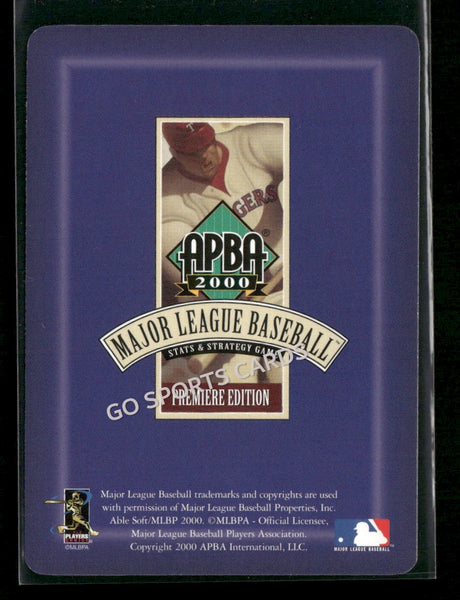 T
GERS
APBA®
2000
MAJOR LEAGUE BASEBALL™
STATS & STRATEGY GAME
GO SPORTS CARDS
PREMIERE EDITION
Major League Baseball trademarks and copyrights are used
with permission of Major League Baseball Properties, Inc.
Able Soft/MLBP 2000. ©MLBPA - Official Licensee,
Major League Baseball Players Association.
Copyright 2000 APBA International, LLC.
PLAYERS
©MLBPA
MAJOR LEAGUE BASEBALL